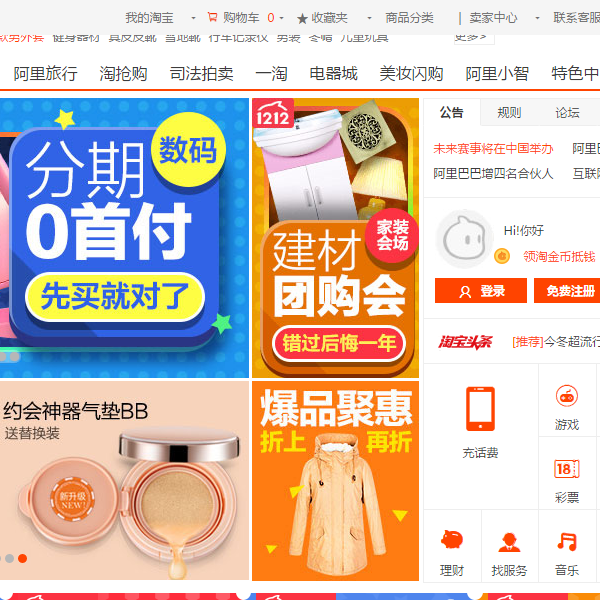 我的淘宝 购物车 0 ★收藏夹 商品分类 卖家中心 联系客服
健身器材 真皮皮靴 雪地靴 行车记录仪 男装 冬帽 儿童玩具 更多>
阿里旅行 淘抢购 司法拍卖 一淘 电器城 美妆闪购 阿里小智 特色中
数码
分期
0首付
先买就对了
1212
家装
会场
建材
团购会
错过后悔一年
公告 规则 论坛
未来赛事将在中国举办 阿里巴
阿里巴巴增四名合伙人 互联
Hi!你好
领淘金币抵钱
登录 免费注册
淘宝头条 [推荐]今冬超流行
充话费
游戏
18
彩票
理财 找服务 音乐
约会神器气垫BB
送替换装
新升级
NEW!
爆品聚惠
折上 再折